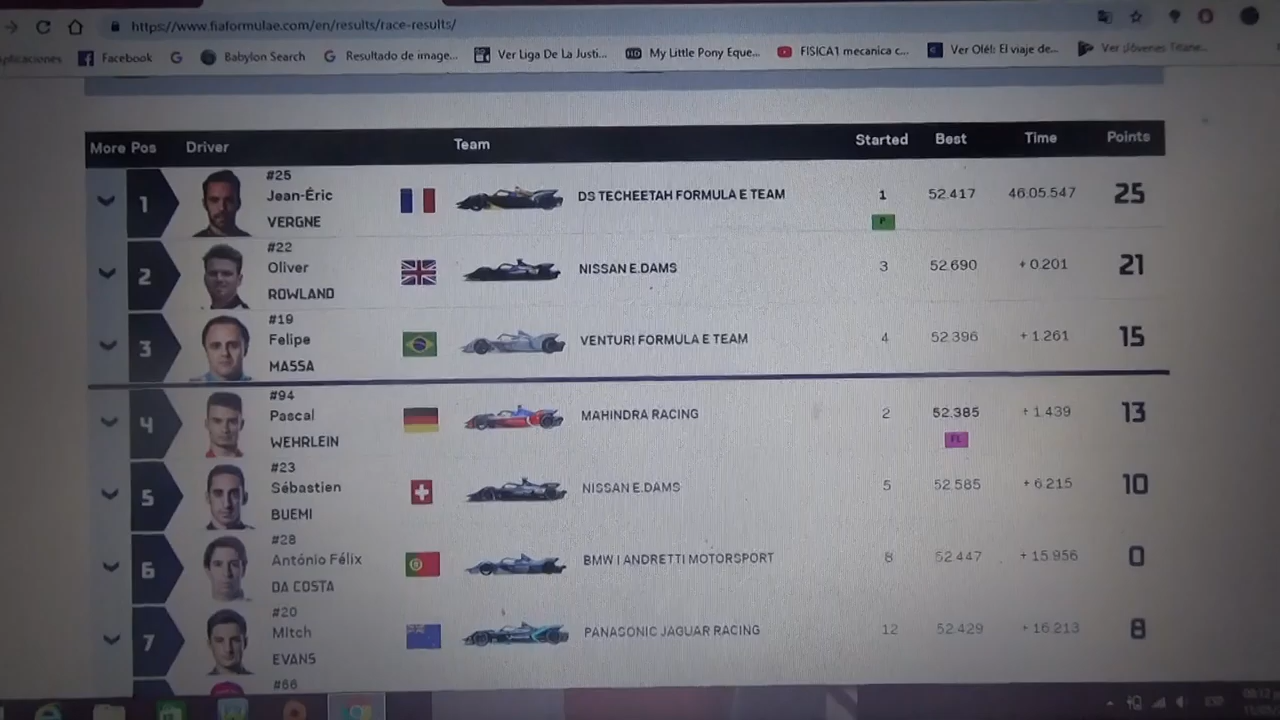 https://www.fiaformulae.com/en/results/race-results/
Facebook
Babylon Search
Resultado de image...
Ver Liga De La Justi...
My Little Pony Eque...
FISICA1 mecanica c...
Ver Olé!: El viaje de...
Ver Jóvenes Titane...
More Pos Driver Team Started Best Time Points
#25
1 Jean-Éric DS TECHEETAH FORMULA E TEAM 1 52.417 46:05.547 25
VERGNE
#22
2 Oliver NISSAN E.DAMS 3 52.690 + 0.201 21
ROWLAND
#19
3 Felipe VENTURI FORMULA E TEAM 4 52.396 + 1.261 15
MASSA
#94
4 Pascal MAHINDRA RACING 2 52.385 + 1.439 13
FL
WEHRLEIN
#23
5 Sébastien NISSAN E.DAMS 5 52.585 + 6.215 10
BUEMI
#28
6 António Félix BMW I ANDRETTI MOTORSPORT 8 52.447 + 15.956 0
DA COSTA
#20
7 Mitch PANASONIC JAGUAR RACING 12 52.429 + 16.213 8
EVANS
#66
ESP